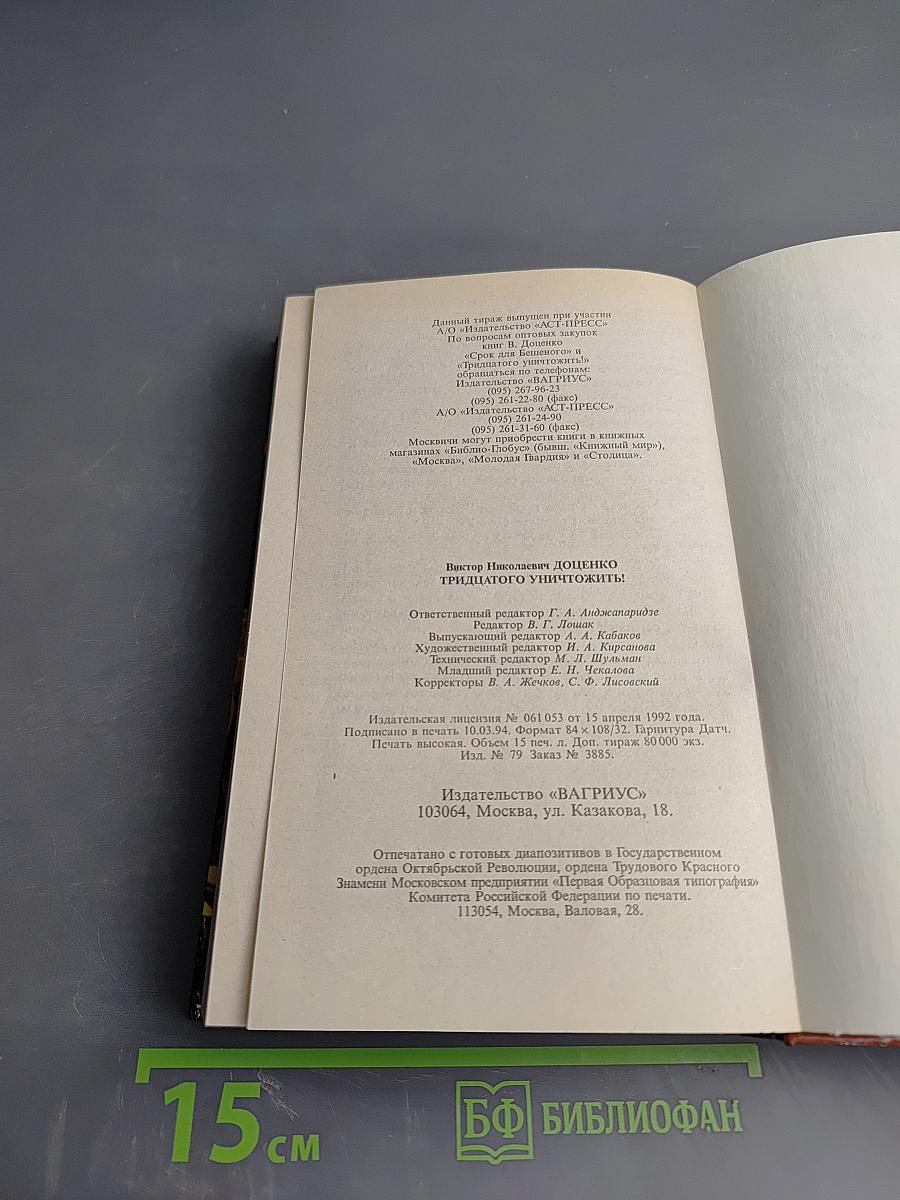 Данный тираж выпущен при участии
А/О «Издательство «АСТ-ПРЕСС»
По вопросам оптовых закупок
книг В. Доценко
«Срок для Бешеного» и
«Тридцатого уничтожить!»
обращаться по телефонам:
Издательство «ВАГРИУС»
(095) 267-96-23
(095) 261-22-80 (факс)
А/О «Издательство «АСТ-ПРЕСС»
(095) 261-24-90
(095) 261-31-60 (факс)
Москвичи могут приобрести книги в книжных
магазинах «Библио-Глобус» (бывш. «Книжный мир»),
«Москва», «Молодая Гвардия» и «Столица».
Виктор Николаевич ДОЦЕНКО
ТРИДЦАТОГО УНИЧТОЖИТЬ!
Ответственный редактор Г. А. Анджапаридзе
Редактор В. Г. Лошак
Выпускающий редактор А. А. Кабаков
Художественный редактор И. А. Кирсанова
Технический редактор М. Л. Шульман
Младший редактор Е. Н. Чекалова
Корректоры В. А. Жечков, С. Ф. Лисовский
Издательская лицензия № 061053 от 15 апреля 1992 года.
Подписано в печать 10.03.94. Формат 84 × 108/32. Гарнитура Датч.
Печать высокая. Объем 15 печ. л. Доп. тираж 80 000 экз.
Изд. № 79 Заказ № 3885.
Издательство «ВАГРИУС»
103064, Москва, ул. Казакова, 18.
Отпечатано с готовых диапозитивов в Государственном
ордена Октябрьской Революции, ордена Трудового Красного
Знамени Московском предприятии «Первая Образцовая типография»
Комитета Российской Федерации по печати.
113054, Москва, Валовая, 28.
15 см
БФ БИБЛИОФАН